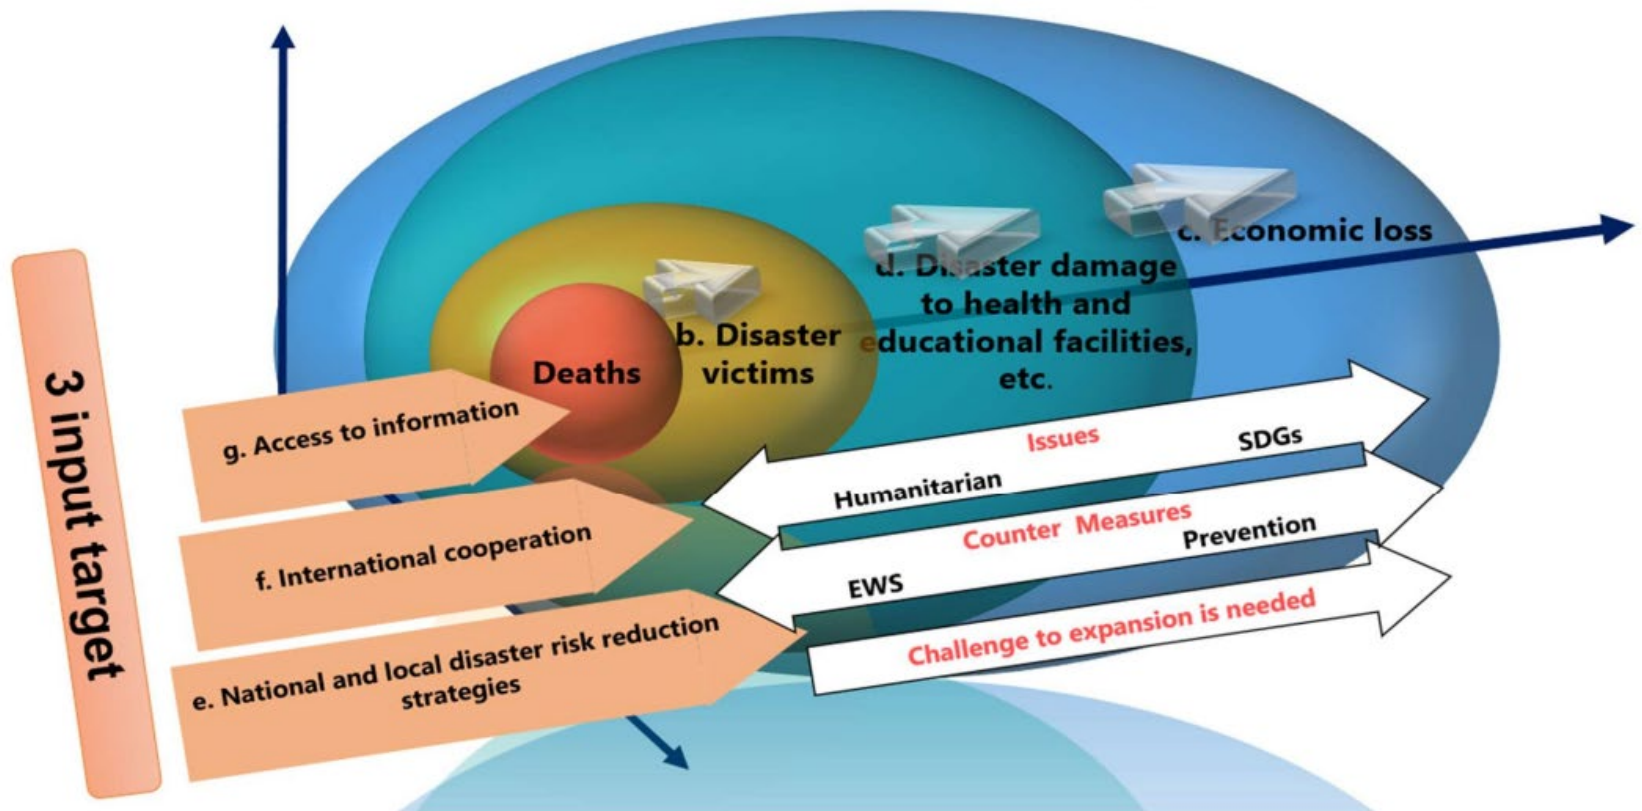 c. Economic loss
d. Disaster damage
to health and
educational facilities,
etc.
b. Disaster
victims
Deaths
3 input target
g. Access to information
f. International cooperation
e. National and local disaster risk reduction
strategies
Issues
Humanitarian
SDGs
Counter Measures
EWS
Prevention
Challenge to expansion is needed